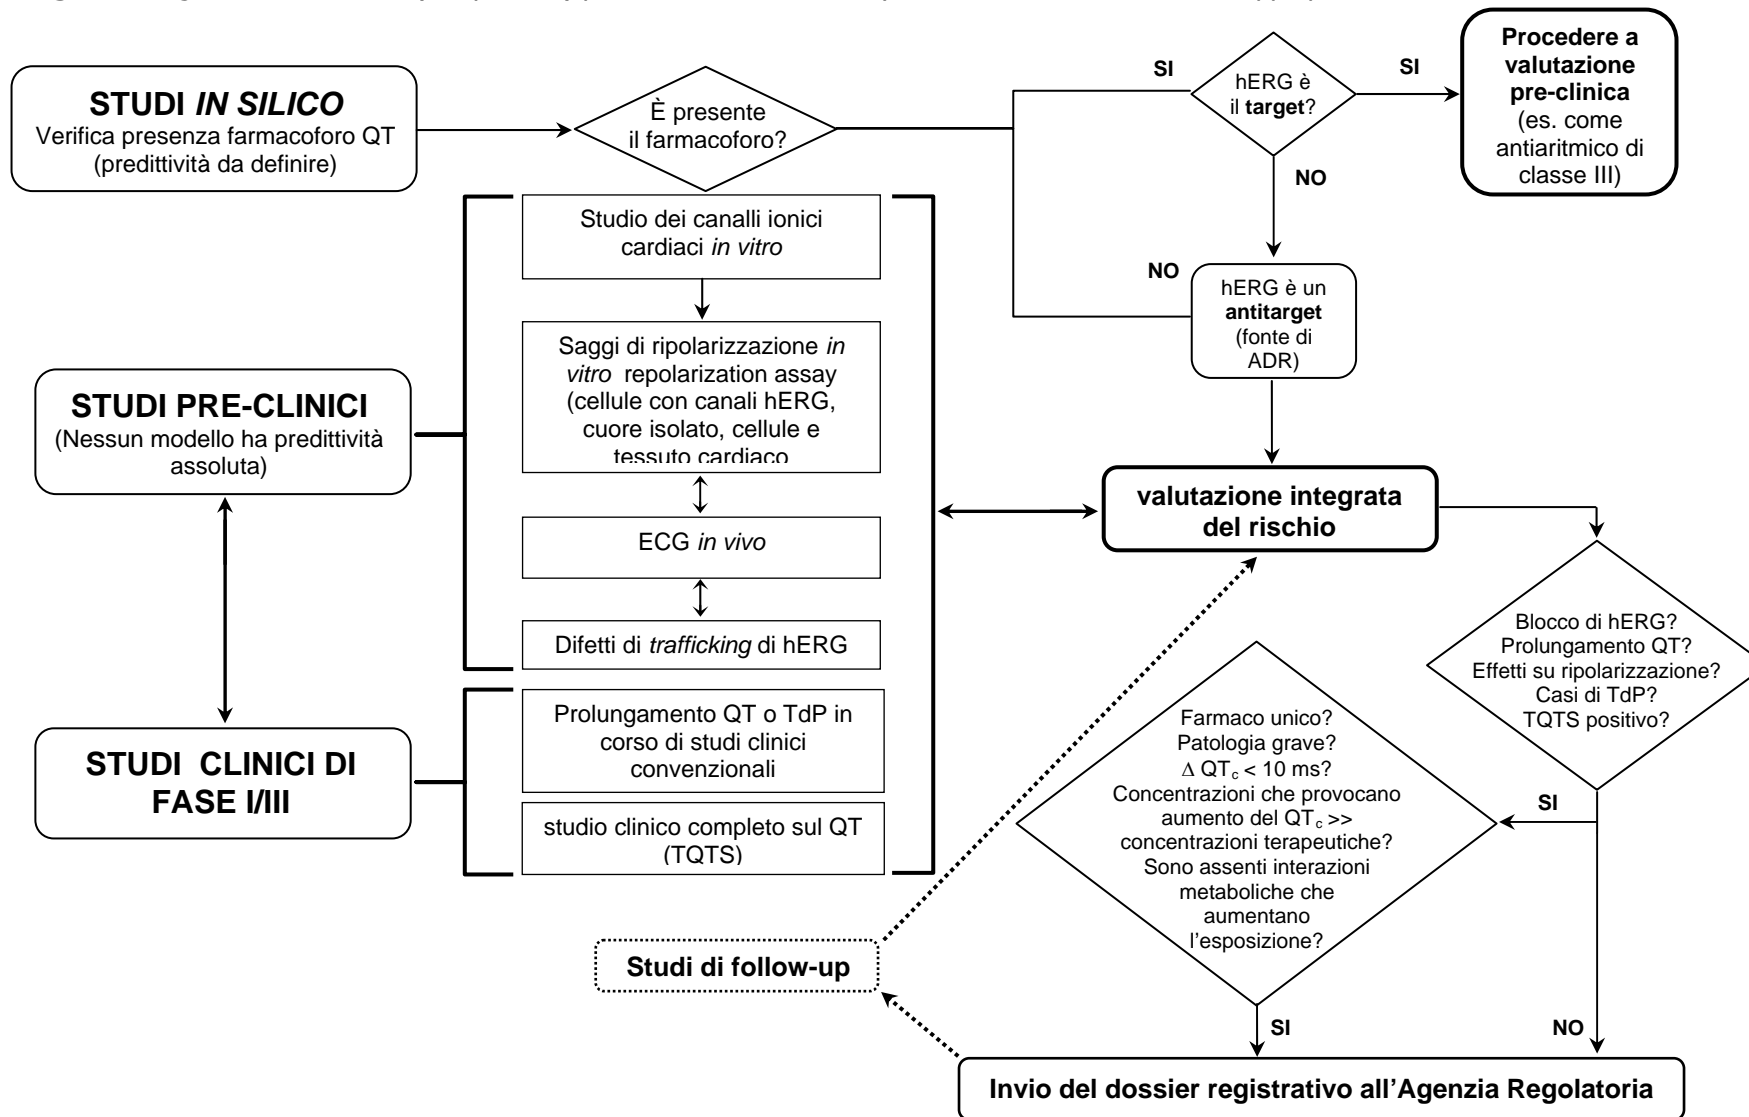 STUDI IN SILICO
Verifica presenza farmacoforo QT
(predittività da definire)
È presente
il farmacoforo?
SI
hERG è
il target?
SI
Procedere a
valutazione
pre-clinica
(es. come
antiaritmico di
classe III)
NO
NO
hERG è un
antitarget
(fonte di
ADR)
Studio dei canali ionici
cardiaci in vitro
Saggi di ripolarizzazione in
vitro repolarization assay
(cellule con canali hERG,
cuore isolato, cellule e
tessuto cardiaco
ECG in vivo
Difetti di trafficking di hERG
STUDI PRE-CLINICI
(Nessun modello ha predittività
assoluta)
valutazione integrata
del rischio
Blocco di hERG?
Prolungamento QT?
Effetti su ripolarizzazione?
Casi di TdP?
TQTS positivo?
STUDI CLINICI DI
FASE I/III
Prolungamento QT o TdP in
corso di studi clinici
convenzionali
studio clinico completo sul QT
(TQTS)
Farmaco unico?
Patologia grave?
Δ QTc < 10 ms?
Concentrazioni che provocano
aumento del QTc >>
concentrazioni terapeutiche?
Sono assenti interazioni
metaboliche che
aumentano
l'esposizione?
SI
Studi di follow-up
SI
NO
Invio del dossier registrativo all'Agenzia Regolatoria